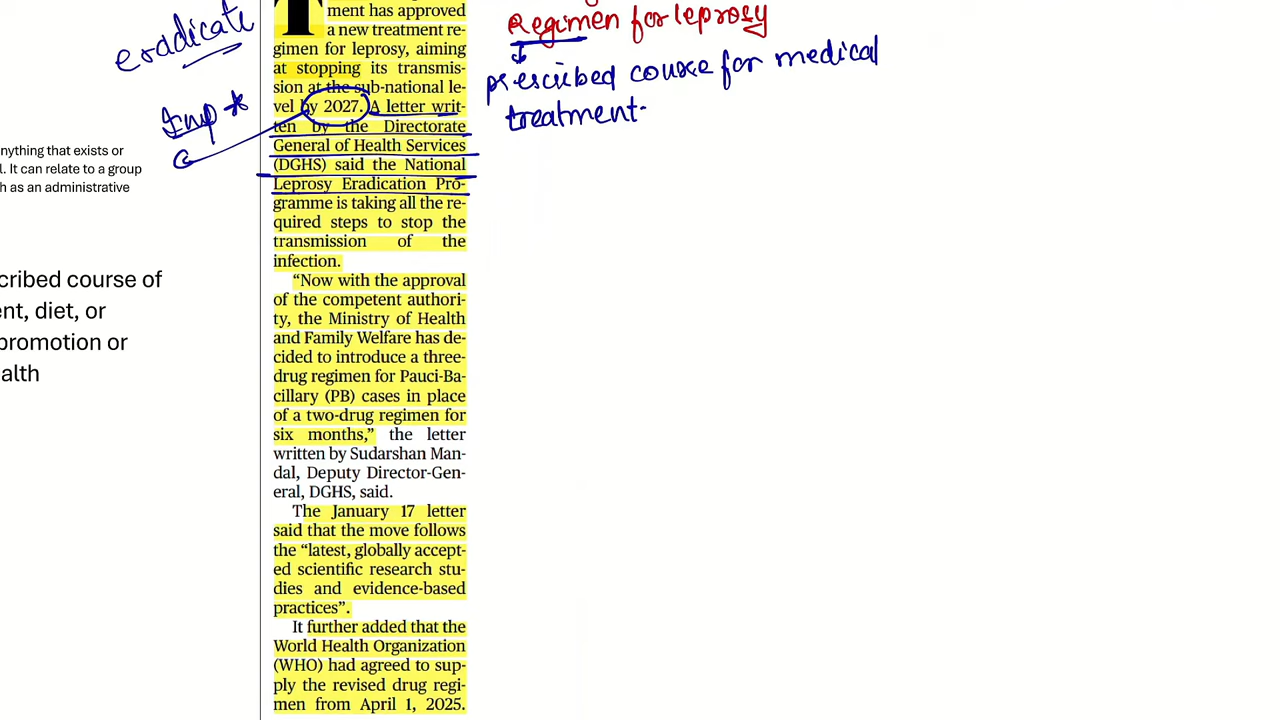 eradicate
Imp *
nything that exists or
l. It can relate to a group
h as an administrative
cribed course of
nt, diet, or
promotion or
alth
T
ment has approved
a new treatment re-
gimen for leprosy, aiming
at stopping its transmis-
sion at the sub-national le-
vel by 2027. A letter writ-
ten by the Directorate
General of Health Services
(DGHS) said the National
Leprosy Eradication Pro-
gramme is taking all the re-
quired steps to stop the
transmission of the
infection.
“Now with the approval
of the competent authori-
ty, the Ministry of Health
and Family Welfare has de-
cided to introduce a three-
drug regimen for Pauci-Ba-
cillary (PB) cases in place
of a two-drug regimen for
six months,” the letter
written by Sudarshan Man-
dal, Deputy Director-Gen-
eral, DGHS, said.
The January 17 letter
said that the move follows
the “latest, globally accept-
ed scientific research stu-
dies and evidence-based
practices”.
It further added that the
World Health Organization
(WHO) had agreed to sup-
ply the revised drug regi-
men from April 1, 2025.
Regimen for leprosy
prescribed course for medical
treatment.